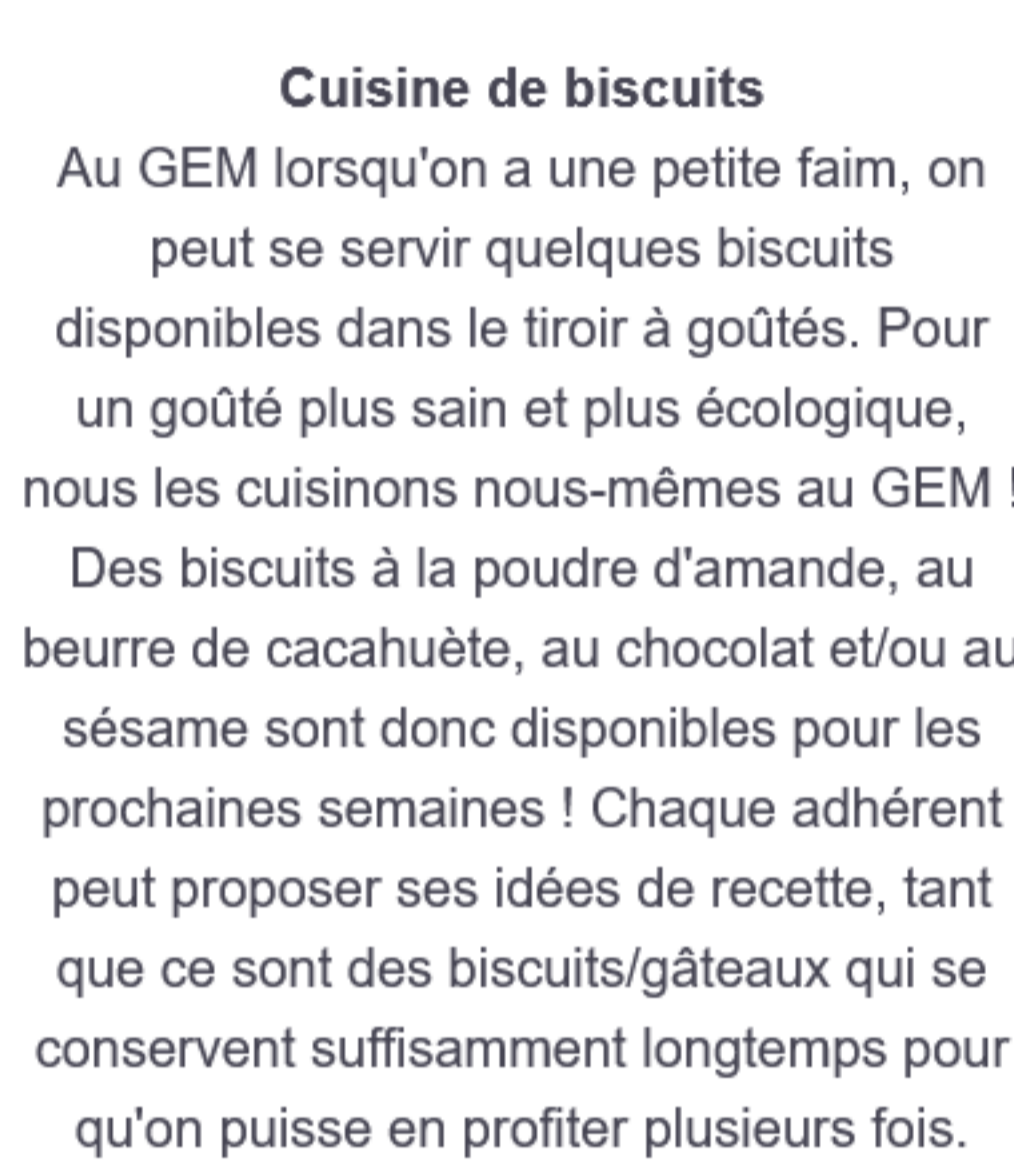 Cuisine de biscuits
Au GEM lorsqu'on a une petite faim, on
peut se servir quelques biscuits
disponibles dans le tiroir à goûtés. Pour
un goûté plus sain et plus écologique,
nous les cuisinons nous-mêmes au GEM !
Des biscuits à la poudre d'amande, au
beurre de cacahuète, au chocolat et/ou au
sésame sont donc disponibles pour les
prochaines semaines ! Chaque adhérent
peut proposer ses idées de recette, tant
que ce sont des biscuits/gâteaux qui se
conservent suffisamment longtemps pour
qu'on puisse en profiter plusieurs fois.